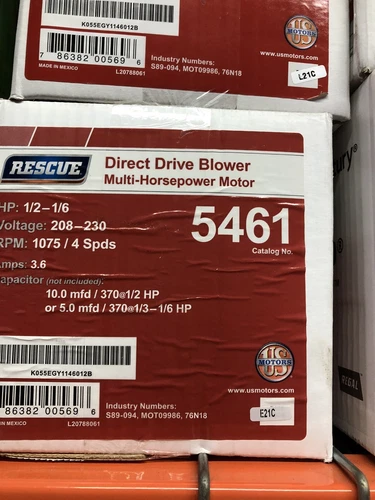 K055EGY1146012B
7 86382 00569 6
MADE IN MEXICO
L20788061
Industry Numbers:
S89-094, MOT09986, 76N18
US
MOTORS
www.usmotors.com
L21C
RESCUE
Direct Drive Blower
Multi-Horsepower Motor
HP: 1/2–1/6
Voltage: 208–230
RPM: 1075 / 4 Spds
Amps: 3.6
5461
Catalog No.
Capacitor (not included):
10.0 mfd / 370@1/2 HP
or 5.0 mfd / 370@1/3–1/6 HP
K055EGY1146012B
86382 00569 6
IN MEXICO
L20788061
Industry Numbers:
S89-094, MOT09986, 76N18
US
MOTORS
www.usmotors.com
E21C
REGAL